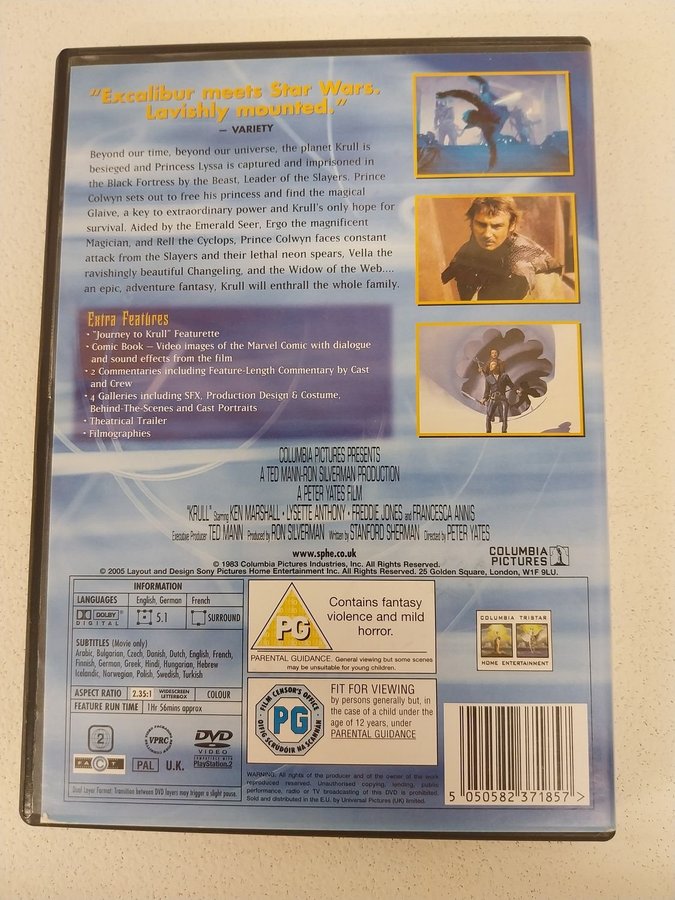 "Excalibur meets Star Wars.
Lavishly mounted."
– VARIETY
Beyond our time, beyond our universe, the planet Krull is
besieged and Princess Lyssa is captured and imprisoned in
the Black Fortress by the Beast, Leader of the Slayers. Prince
Colwyn sets out to free his princess and find the magical
Glaive, a key to extraordinary power and Krull's only hope for
survival. Aided by the Emerald Seer, Ergo the magnificent
Magician, and Rell the Cyclops, Prince Colwyn faces constant
attack from the Slayers and their lethal neon spears, Vella the
ravishingly beautiful Changeling, and the Widow of the Web....
an epic, adventure fantasy, Krull will enthrall the whole family.
Extra Features
• "Journey to Krull" Featurette
• Comic Book – Video images of the Marvel Comic with dialogue
and sound effects from the film
• 2 Commentaries including Feature-Length Commentary by Cast
and Crew
• 4 Galleries including SFX, Production Design & Costume,
Behind-The-Scenes and Cast Portraits
• Theatrical Trailer
• Filmographies
COLUMBIA PICTURES PRESENTS
A TED MANN-RON SILVERMAN PRODUCTION
A PETER YATES FILM
"KRULL" Starring KEN MARSHALL • LYSETTE ANTHONY • FREDDIE JONES and FRANCESCA ANNIS
Executive Producer TED MANN Produced by RON SILVERMAN Written by STANFORD SHERMAN Directed by PETER YATES
www.sphe.co.uk
COLUMBIA
PICTURES
© 1983 Columbia Pictures Industries, Inc. All Rights Reserved.
© 2005 Layout and Design Sony Pictures Home Entertainment Inc. All Rights Reserved. 25 Golden Square, London, W1F 9LU.
INFORMATION
LANGUAGES English, German French
DOLBY
DIGITAL 5.1 SURROUND
SUBTITLES (Movie only)
Arabic, Bulgarian, Czech, Danish, Dutch, English, French,
Finnish, German, Greek, Hindi, Hungarian, Hebrew
Icelandic, Norwegian, Polish, Swedish, Turkish
ASPECT RATIO 2.35:1 WIDESCREEN LETTERBOX COLOUR
FEATURE RUN TIME 1Hr 56mins approx
2
VPRC
DVD
VIDEO
COMPATIBLE WITH
PlayStation.2
FACT PAL U.K.
Dual Layer Format: Transition between DVD layers may trigger a slight pause.
PG
Contains fantasy
violence and mild
horror.
PARENTAL GUIDANCE. General viewing but some scenes
may be unsuitable for young children.
FILM CENSOR'S OFFICE
PG
OIFIG SCRÚDÓIR NA SCANNÁN
FIT FOR VIEWING
by persons generally but, in
the case of a child under the
age of 12 years, under
PARENTAL GUIDANCE
WARNING. All rights of the producer and of the owner of the work
reproduced reserved. Unauthorised copying, lending, public
performance, radio or TV broadcasting of this DVD is prohibited.
Sold and distributed in the E.U. by Universal Pictures (UK) limited.
COLUMBIA TRISTAR
HOME ENTERTAINMENT
5 050582 371857 >